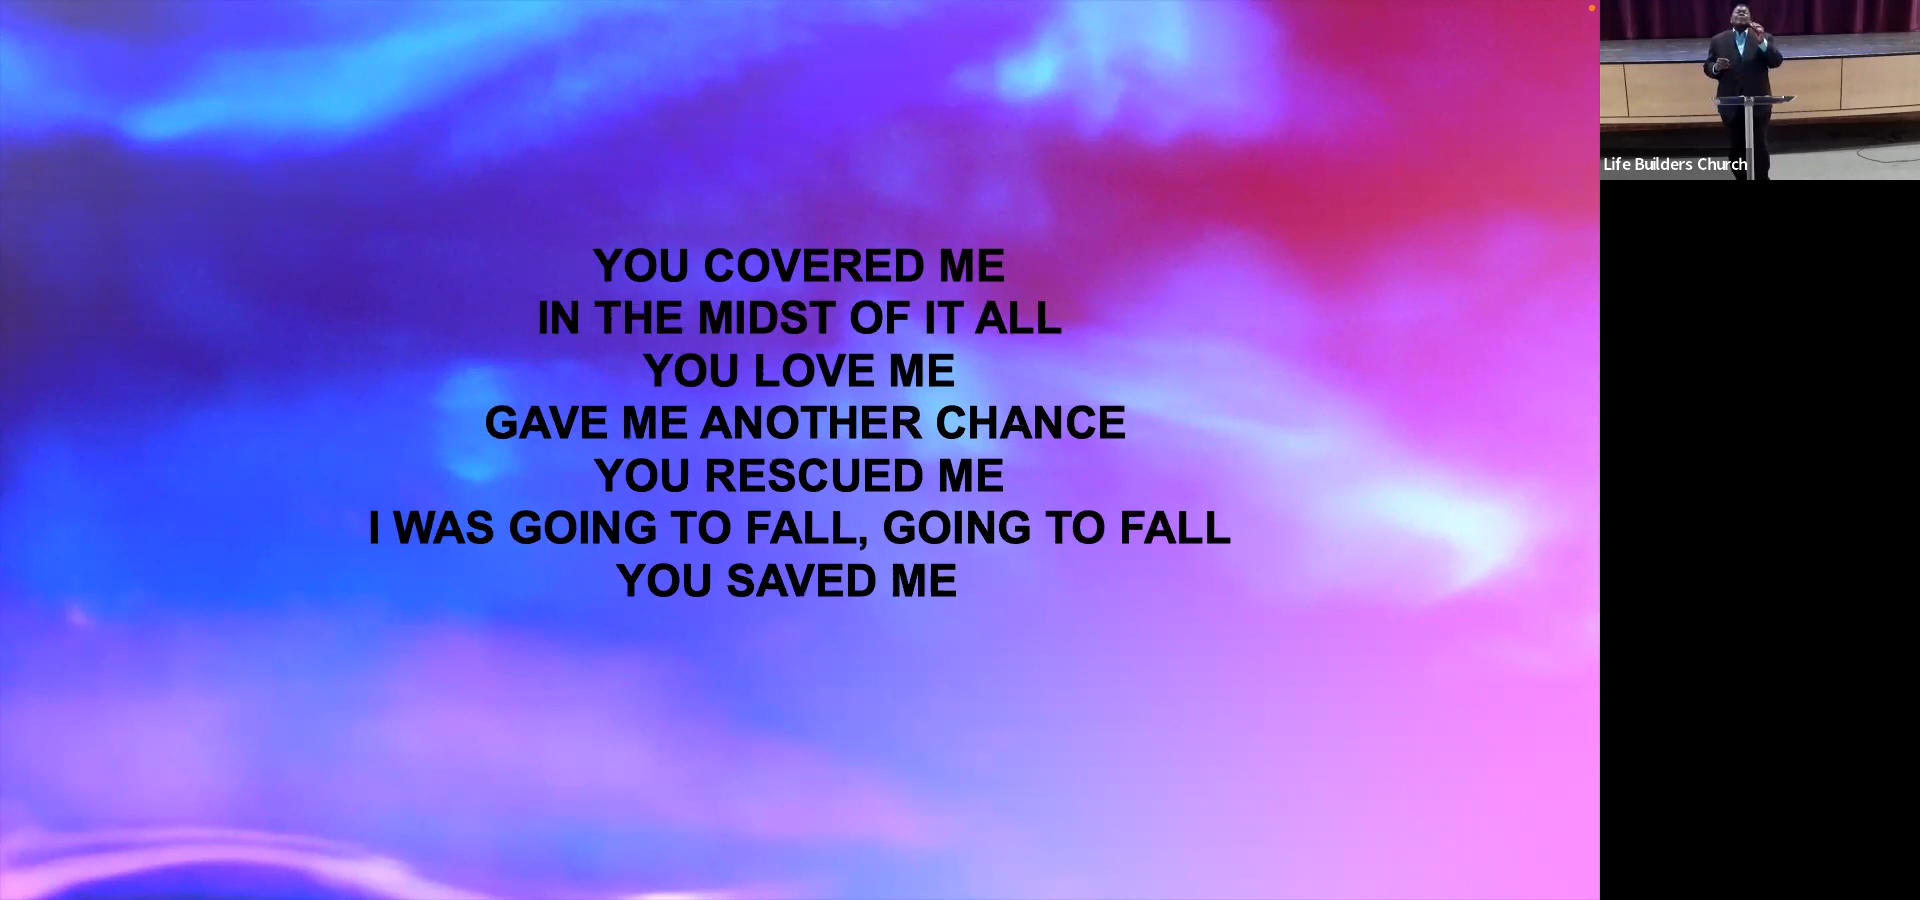 YOU COVERED ME
IN THE MIDST OF IT ALL
YOU LOVE ME
GAVE ME ANOTHER CHANCE
YOU RESCUED ME
I WAS GOING TO FALL, GOING TO FALL
YOU SAVED ME
Life Builders Church